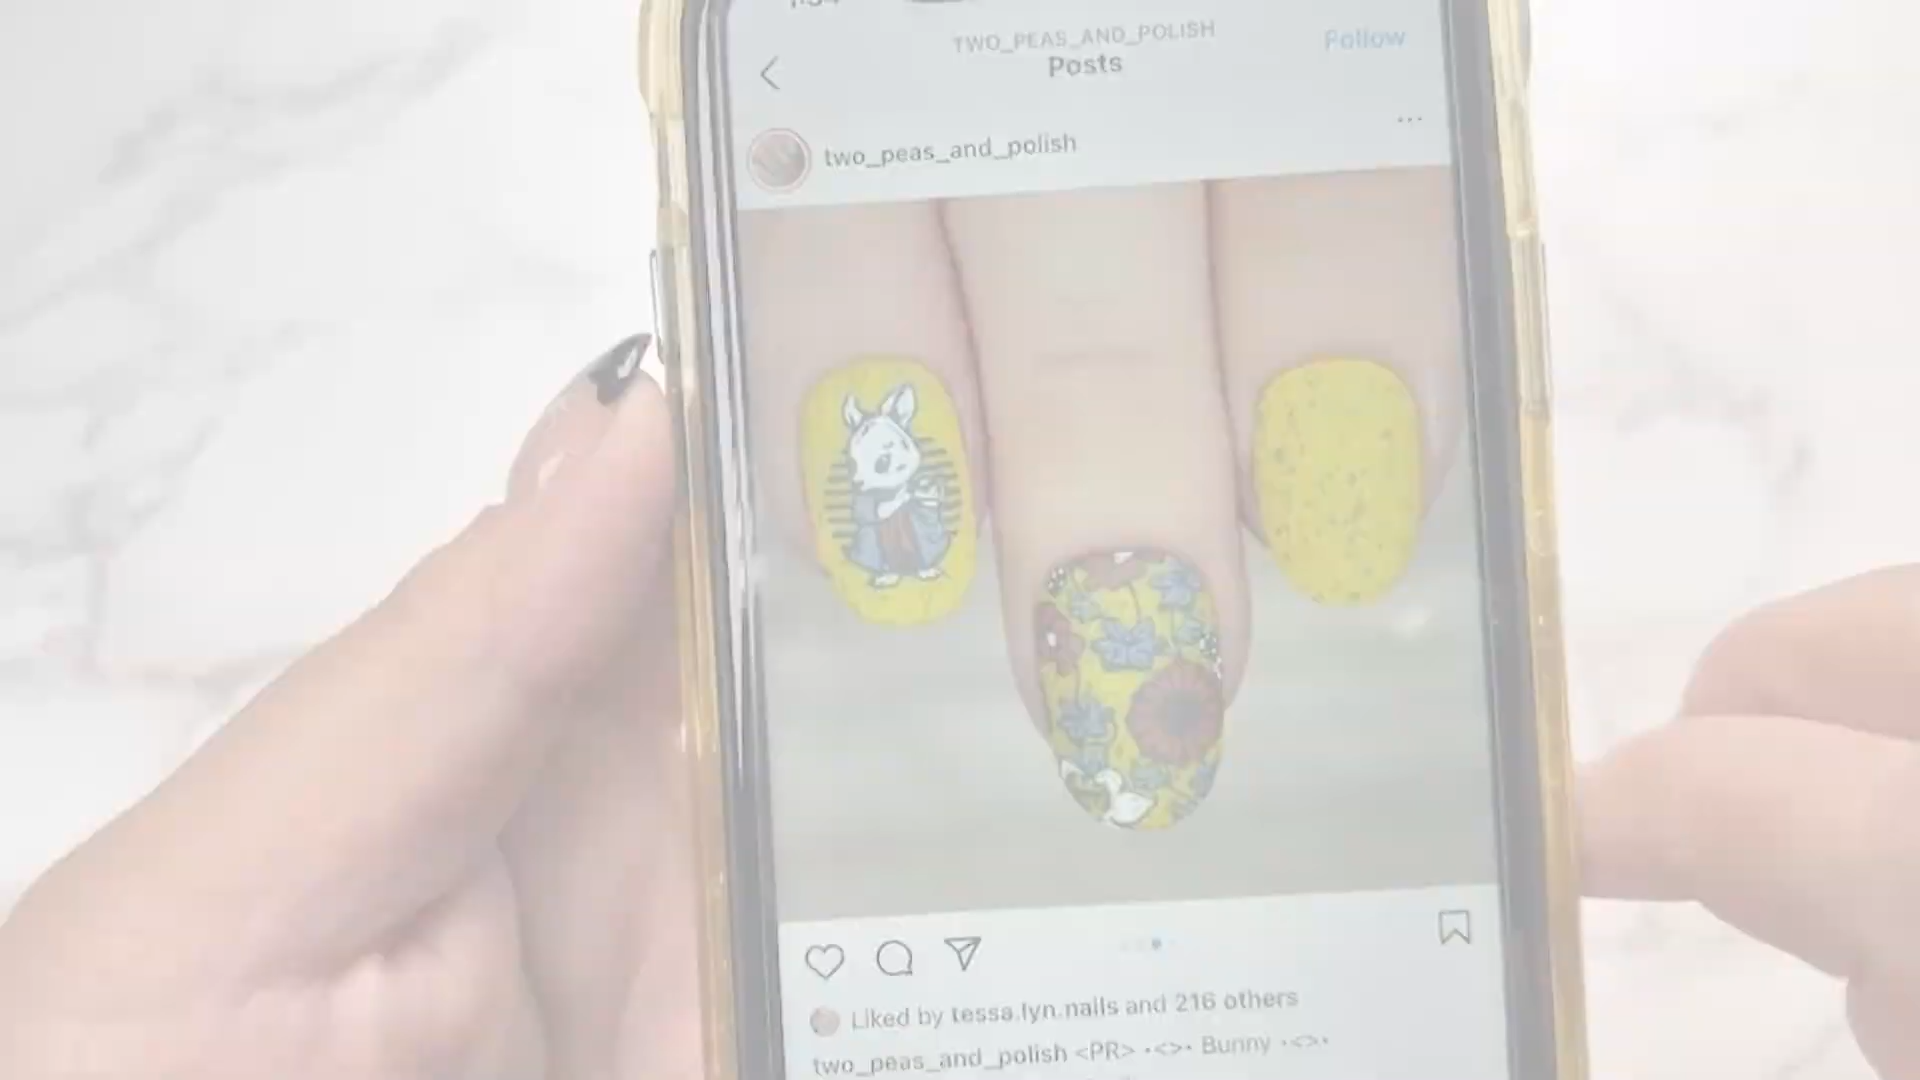 TWO_PEAS_AND_POLISH
Posts
Follow
two_peas_and_polish
Liked by tessa.lyn.nails and 216 others
two_peas_and_polish <PR> •<>• Bunny •<>•